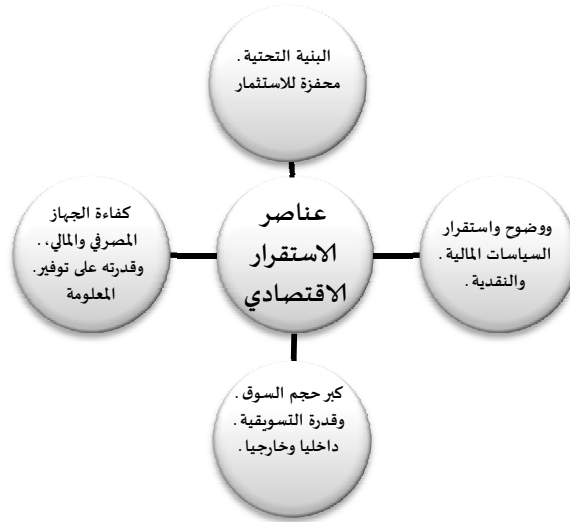 البنية التحتية .
محفزة للاستثمار
عناصر
الاستقرار
الاقتصادي
ووضوح واستقرار
السياسات المالية .
والنقدية .
كفاءة الجهاز
المصرفي والمالي، .
وقدرته على توفير.
المعلومة
كبر حجم السوق .
وقدرة التسويقية .
داخليا وخارجيا .